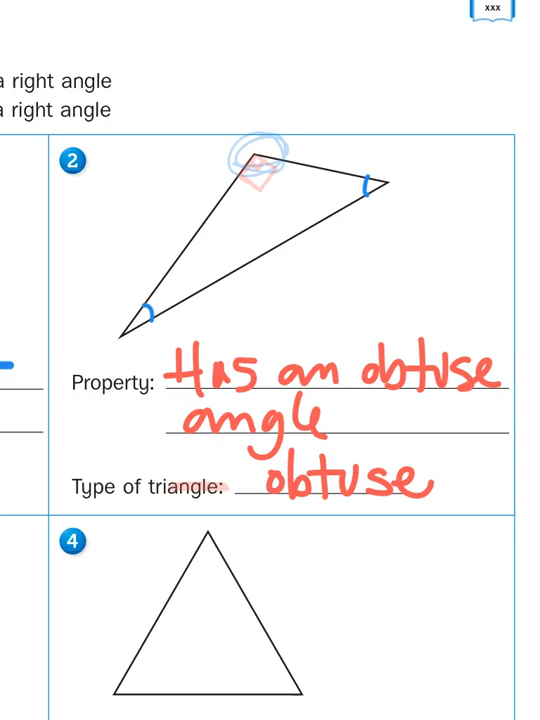 xxx
a right angle
a right angle
2
Property: Has an obtuse
angle
Type of triangle: obtuse
4